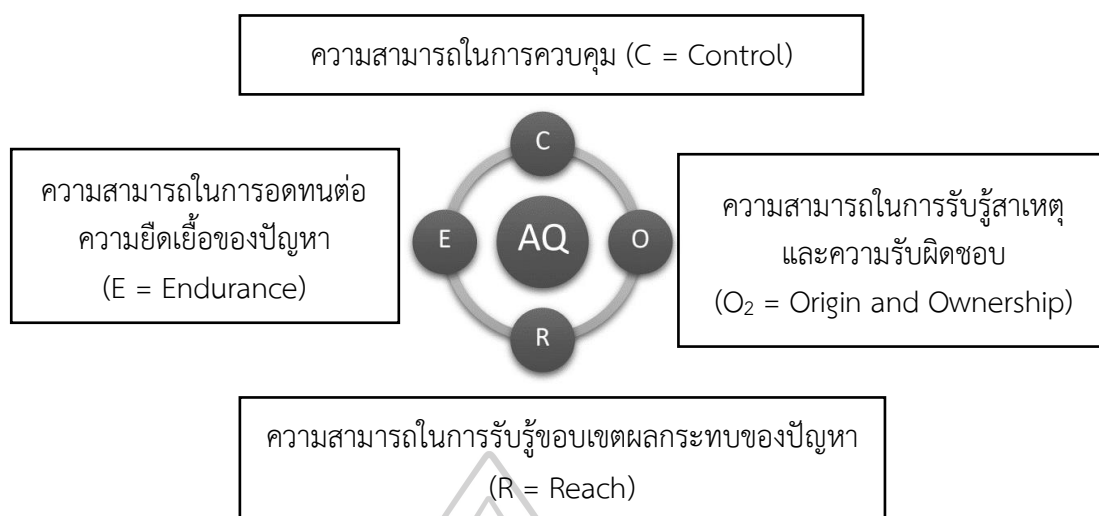 ความสามารถในการควบคุม (C = Control)
C
ความสามารถในการอดทนต่อ
ความยืดเยื้อของปัญหา
(E = Endurance)
E
AQ
O
ความสามารถในการรับรู้สาเหตุ
และความรับผิดชอบ
(O₂ = Origin and Ownership)
R
ความสามารถในการรับรู้ขอบเขตผลกระทบของปัญหา
(R = Reach)